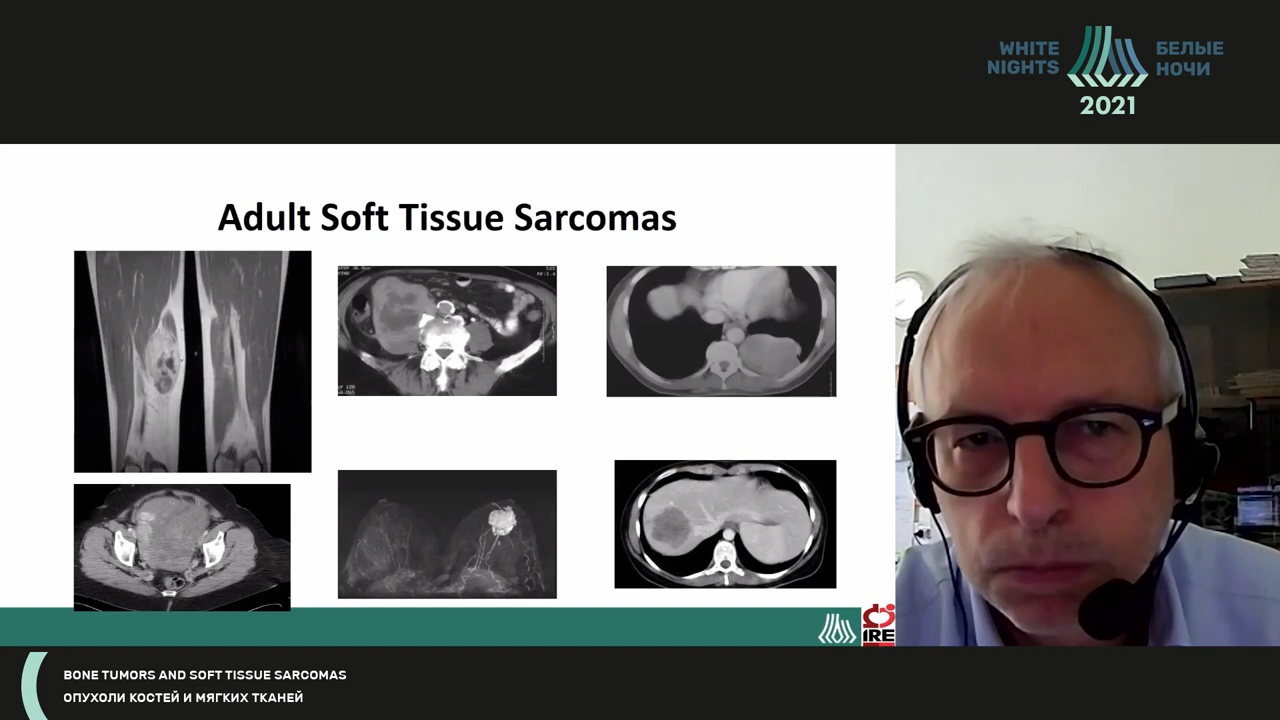 WHITE
NIGHTS
БЕЛЫЕ
НОЧИ
2021
Adult Soft Tissue Sarcomas
IRE
BONE TUMORS AND SOFT TISSUE SARCOMAS
ОПУХОЛИ КОСТЕЙ И МЯГКИХ ТКАНЕЙ